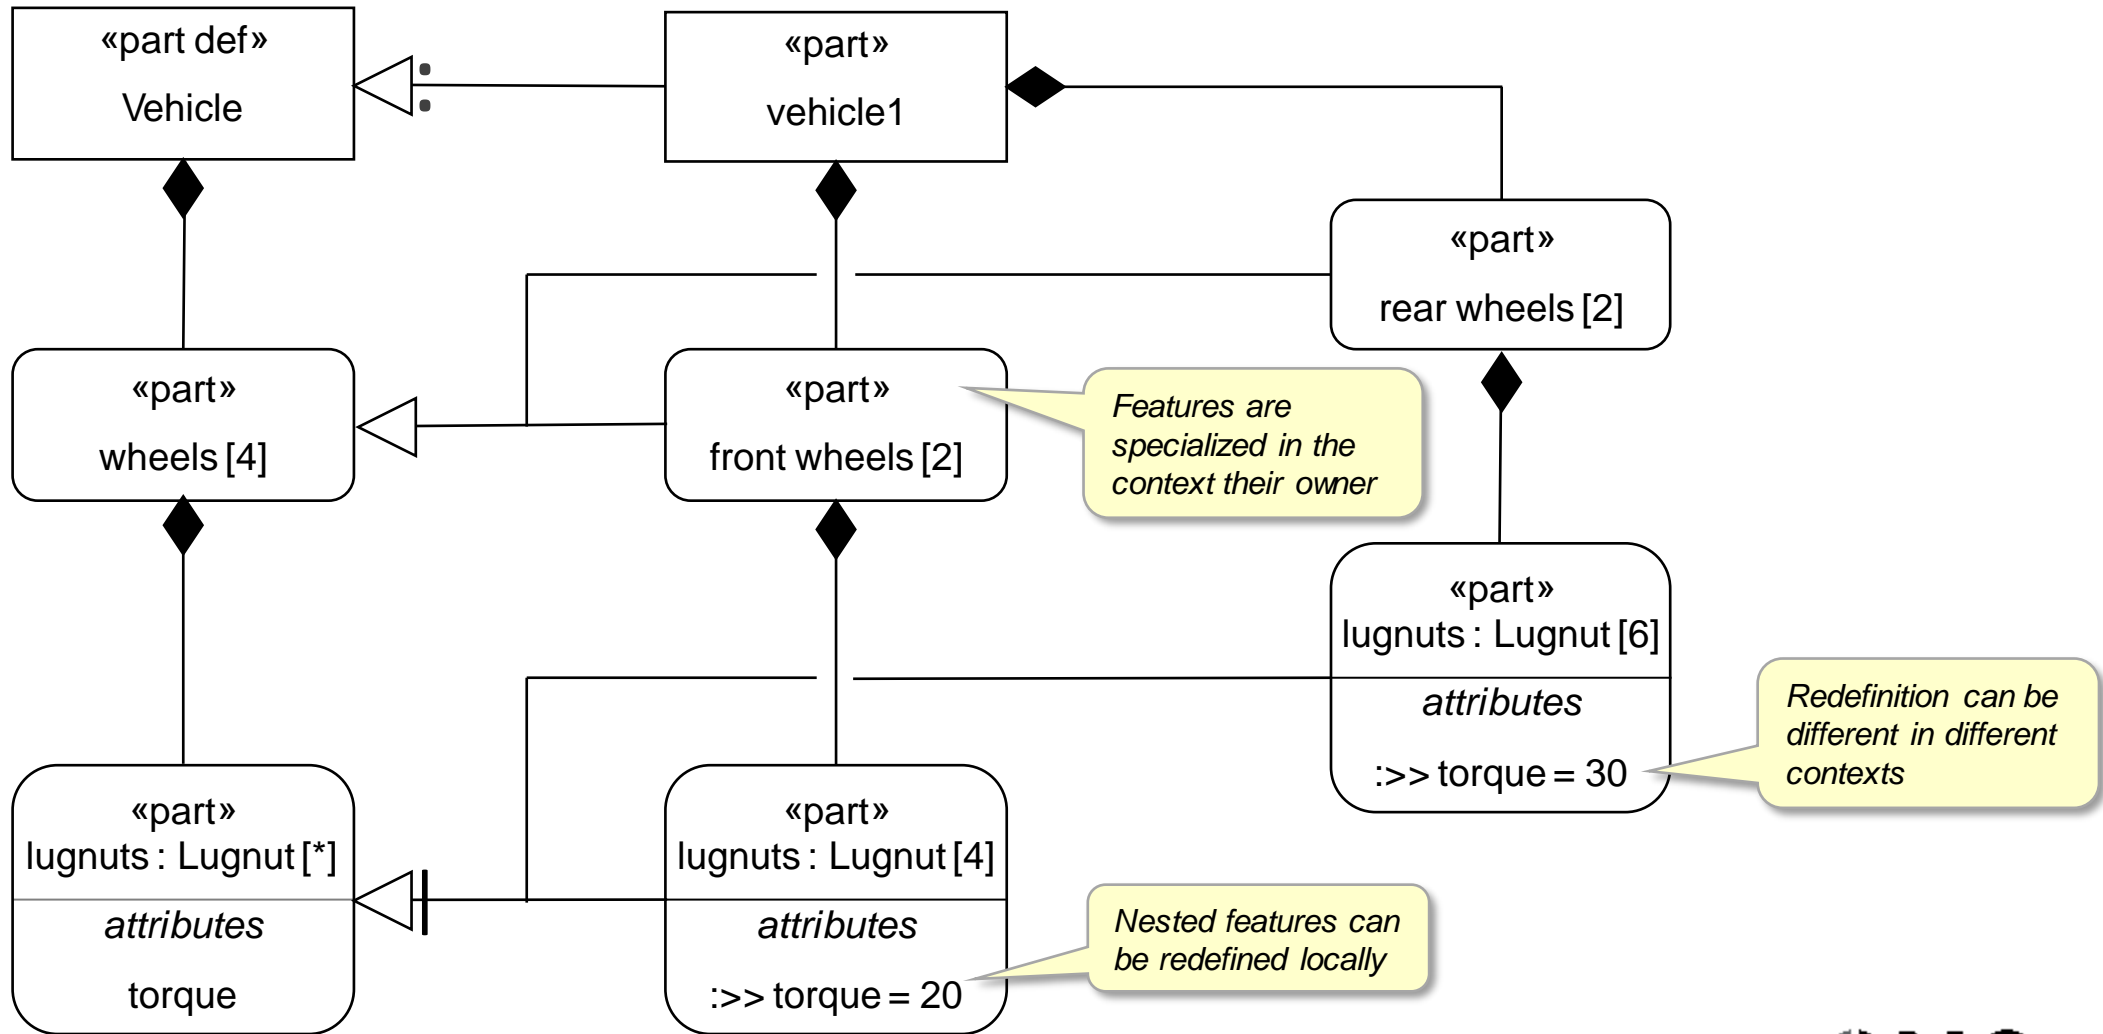 «part def»
Vehicle
«part»
vehicle1
«part»
rear wheels [2]
«part»
wheels [4]
«part»
front wheels [2]
Features are
specialized in the
context their owner
«part»
lugnuts : Lugnut [6]
attributes
:>> torque = 30
Redefinition can be
different in different
contexts
«part»
lugnuts : Lugnut [*]
attributes
torque
«part»
lugnuts : Lugnut [4]
attributes
:>> torque = 20
Nested features can
be redefined locally